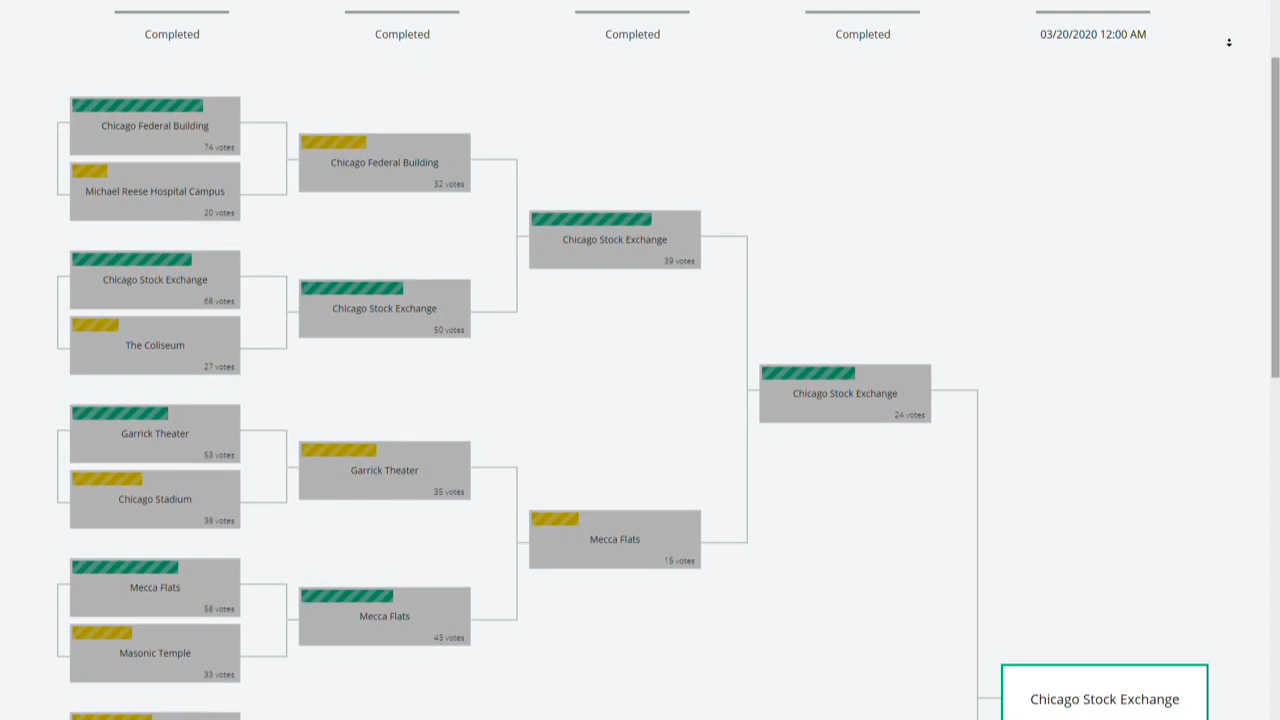 Completed
Completed
Completed
Completed
03/20/2020 12:00 AM
Chicago Federal Building
74 votes
Michael Reese Hospital Campus
20 votes
Chicago Stock Exchange
68 votes
The Coliseum
27 votes
Garrick Theater
53 votes
Chicago Stadium
38 votes
Mecca Flats
58 votes
Masonic Temple
33 votes
Chicago Federal Building
32 votes
Chicago Stock Exchange
50 votes
Garrick Theater
35 votes
Mecca Flats
43 votes
Chicago Stock Exchange
39 votes
Mecca Flats
15 votes
Chicago Stock Exchange
24 votes
Chicago Stock Exchange